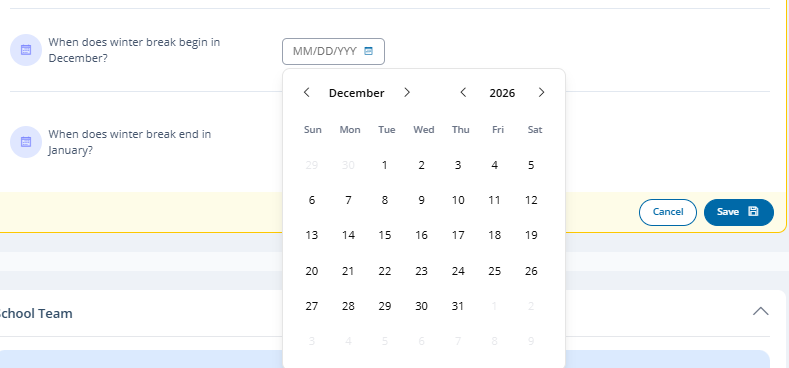 When does winter break begin in
December?
MM/DD/YYY
December 2026
Sun Mon Tue Wed Thu Fri Sat
29 30 1 2 3 4 5
6 7 8 9 10 11 12
13 14 15 16 17 18 19
20 21 22 23 24 25 26
27 28 29 30 31 1 2
3 4 5 6 7 8 9
When does winter break end in
January?
Cancel Save
chool Team